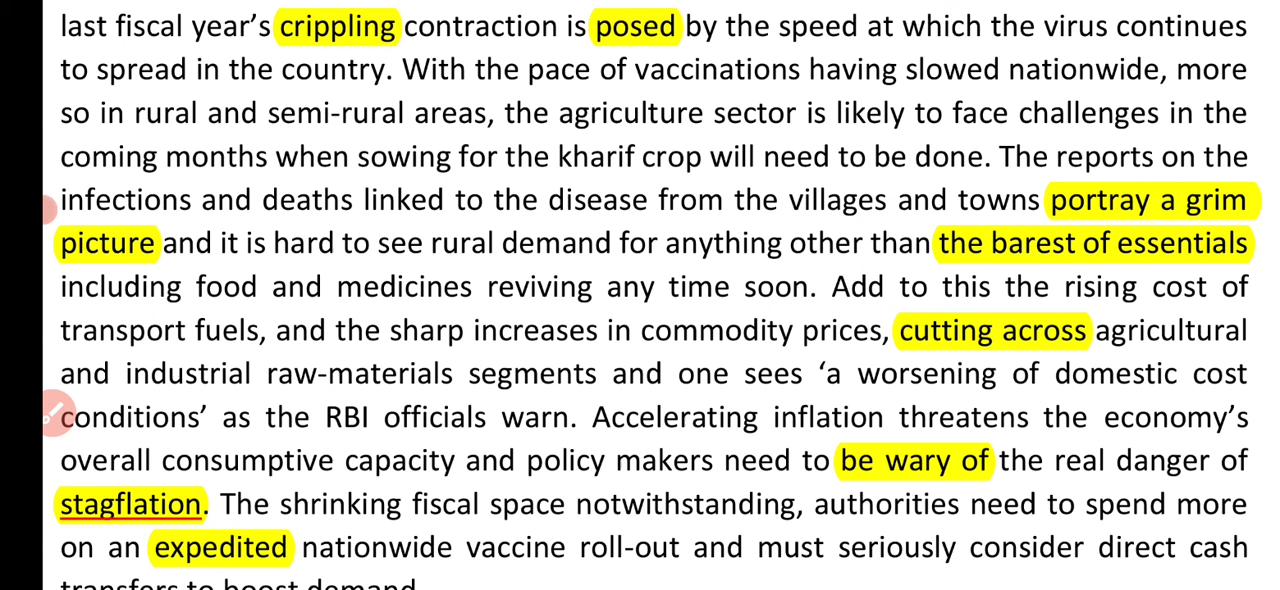 last fiscal year’s crippling contraction is posed by the speed at which the virus continues
to spread in the country. With the pace of vaccinations having slowed nationwide, more
so in rural and semi-rural areas, the agriculture sector is likely to face challenges in the
coming months when sowing for the kharif crop will need to be done. The reports on the
infections and deaths linked to the disease from the villages and towns portray a grim
picture and it is hard to see rural demand for anything other than the barest of essentials
including food and medicines reviving any time soon. Add to this the rising cost of
transport fuels, and the sharp increases in commodity prices, cutting across agricultural
and industrial raw-materials segments and one sees ‘a worsening of domestic cost
conditions’ as the RBI officials warn. Accelerating inflation threatens the economy’s
overall consumptive capacity and policy makers need to be wary of the real danger of
stagflation. The shrinking fiscal space notwithstanding, authorities need to spend more
on an expedited nationwide vaccine roll-out and must seriously consider direct cash
transfers to boost demand